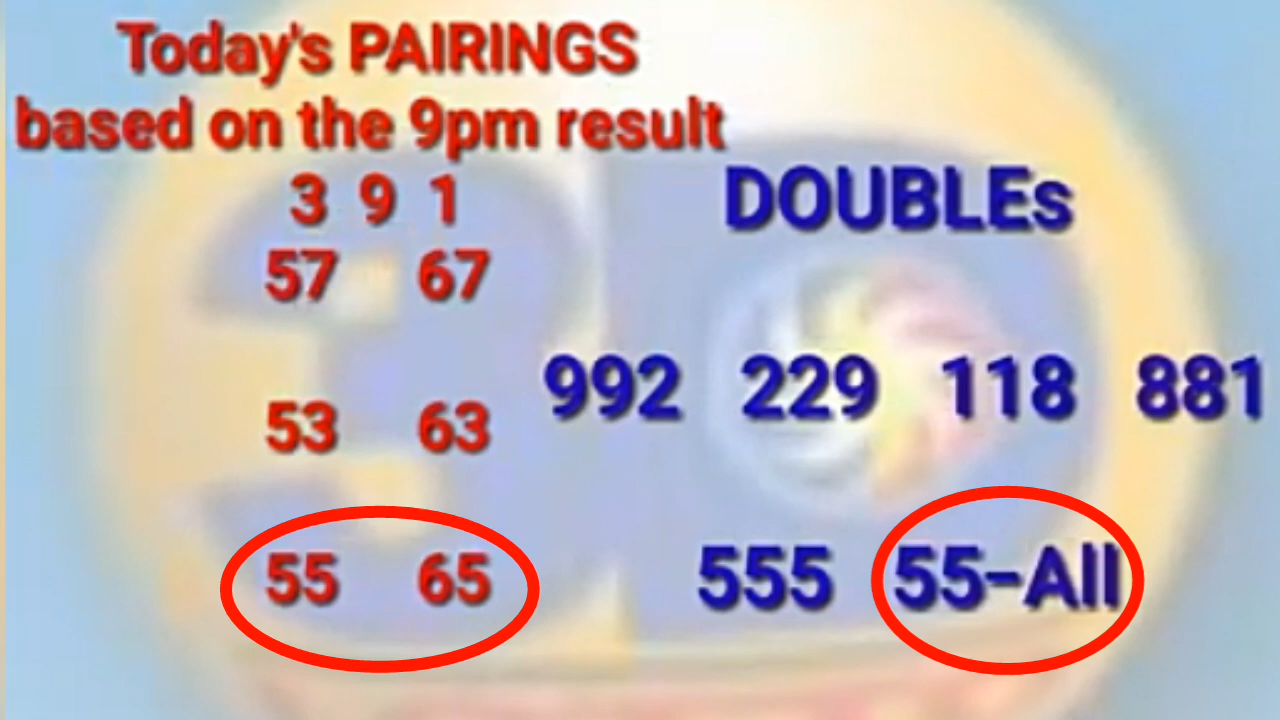 Today's PAIRINGS
based on the 9pm result
3 9 1
57 67
53 63
55 65
DOUBLEs
992 229 118 881
555 55-All